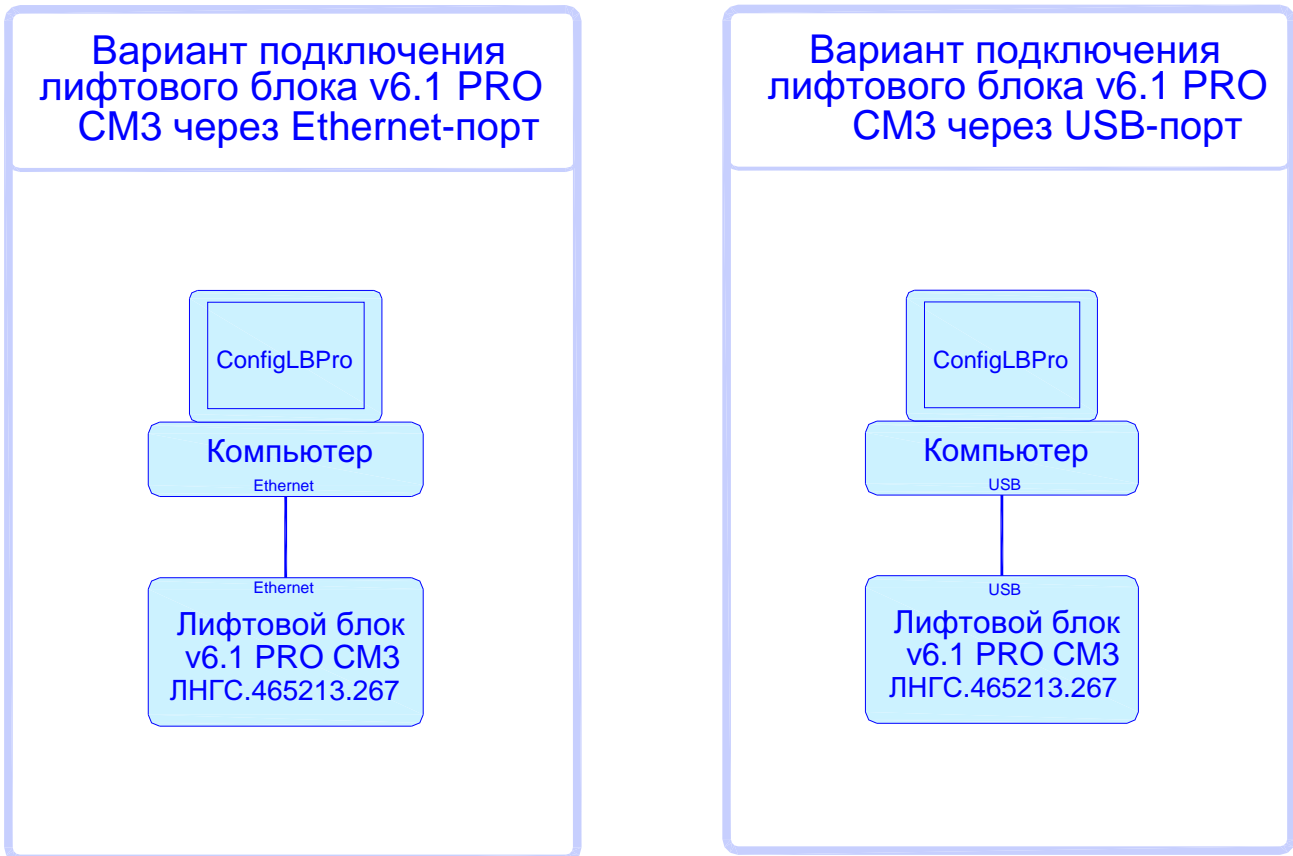 Вариант подключения
лифтового блока v6.1 PRO
СМ3 через Ethernet-порт
ConfigLBPro
Компьютер
Ethernet
Ethernet
Лифтовой блок
v6.1 PRO СМ3
ЛНГС.465213.267
Вариант подключения
лифтового блока v6.1 PRO
СМ3 через USB-порт
ConfigLBPro
Компьютер
USB
USB
Лифтовой блок
v6.1 PRO СМ3
ЛНГС.465213.267